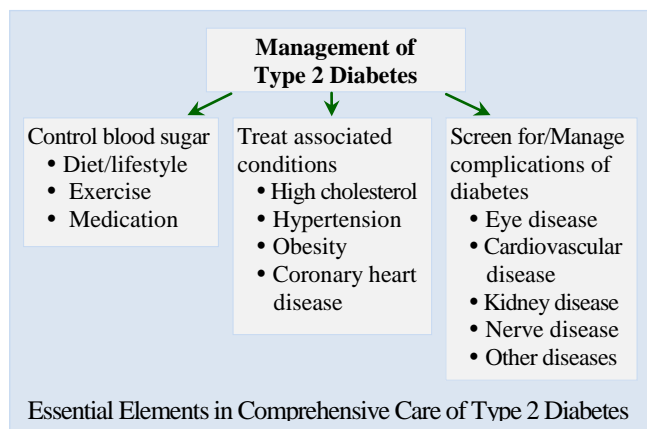 Management of
Type 2 Diabetes
Control blood sugar
• Diet/lifestyle
• Exercise
• Medication
Treat associated
conditions
• High cholesterol
• Hypertension
• Obesity
• Coronary heart
disease
Screen for/Manage
complications of
diabetes
• Eye disease
• Cardiovascular
disease
• Kidney disease
• Nerve disease
• Other diseases
Essential Elements in Comprehensive Care of Type 2 Diabetes